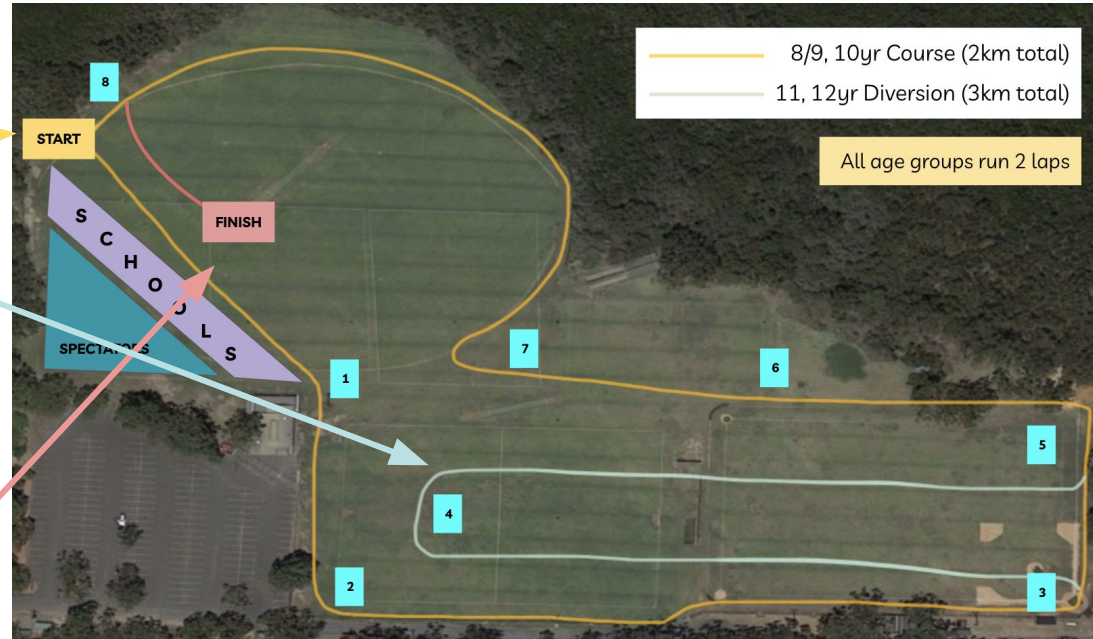 8/9, 10yr Course (2km total)
11, 12yr Diversion (3km total)
All age groups run 2 laps
8
START
FINISH
SCHOOLS
SPECTATORS
1
7
6
5
4
2
3